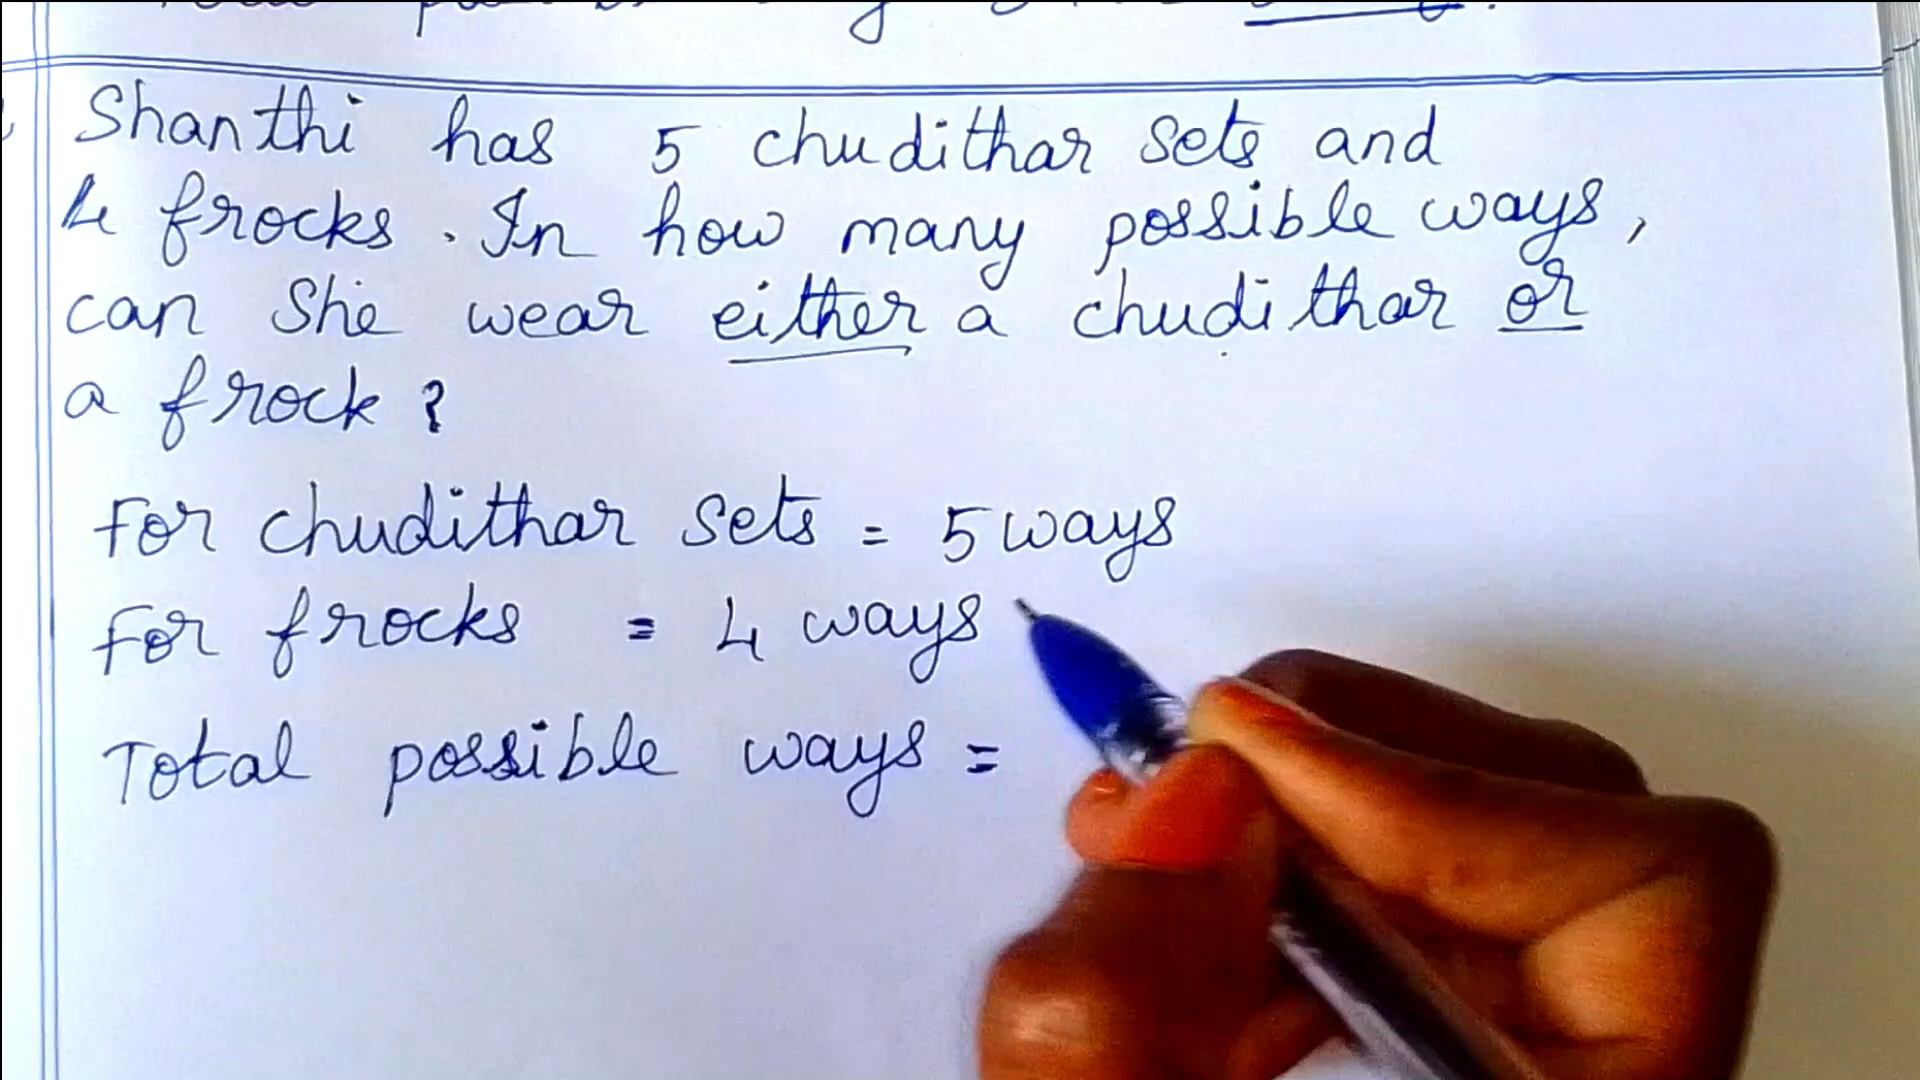 Shanthi has 5 chudithar sets and
4 frocks. In how many possible ways,
can She wear either a chudithar or
a frock?
For chudithar sets = 5 ways
For frocks = 4 ways
Total possible ways =